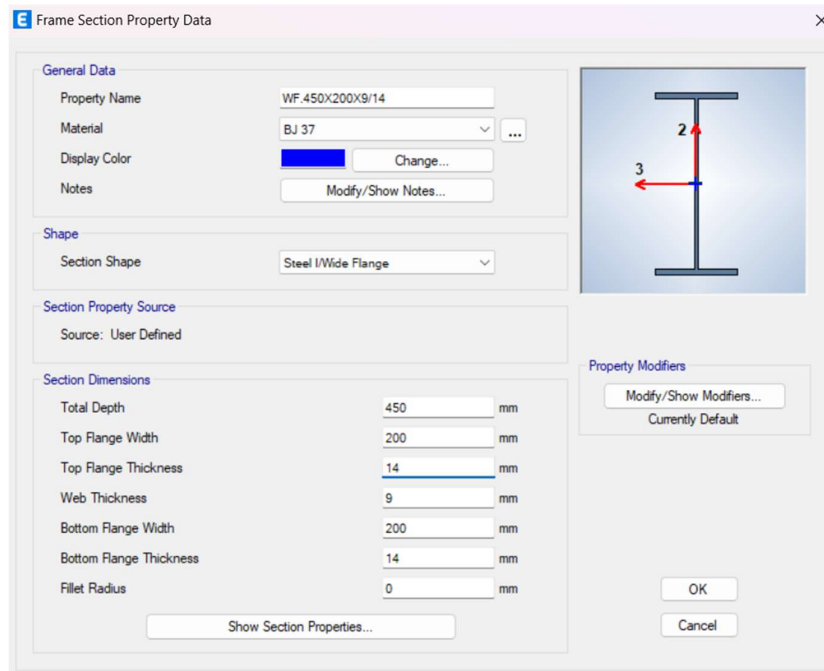 E Frame Section Property Data
General Data
Property Name WF.450X200X9/14
Material BJ 37 ...
Display Color Change...
Notes Modify/Show Notes...
Shape
Section Shape Steel I/Wide Flange
Section Property Source
Source: User Defined
Section Dimensions
Total Depth 450 mm
Top Flange Width 200 mm
Top Flange Thickness 14 mm
Web Thickness 9 mm
Bottom Flange Width 200 mm
Bottom Flange Thickness 14 mm
Fillet Radius 0 mm
Show Section Properties...
2
3
Property Modifiers
Modify/Show Modifiers...
Currently Default
OK
Cancel